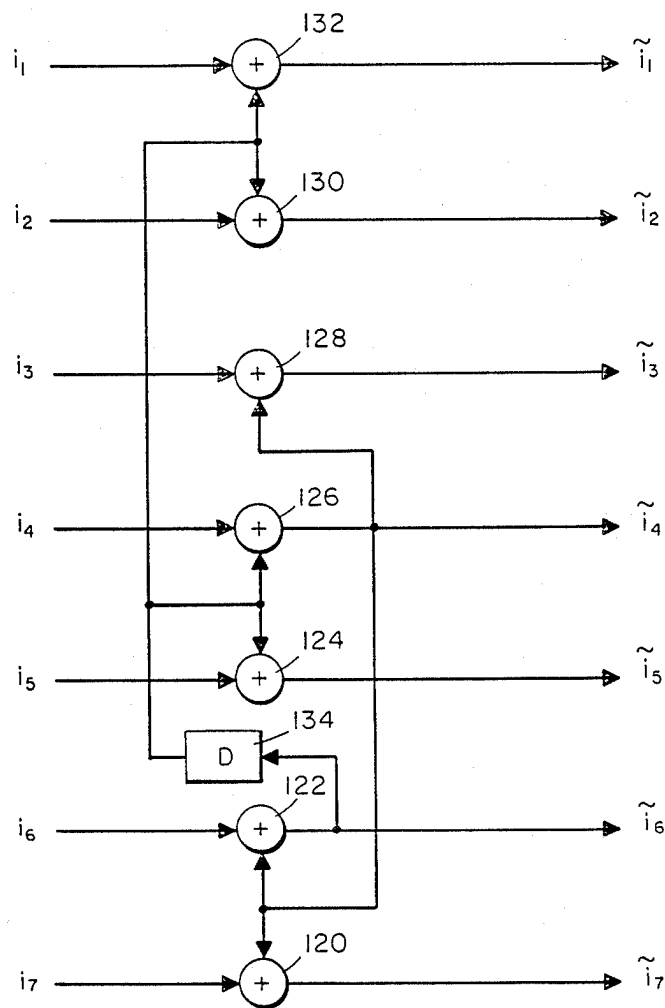 132
i₁ + ĩ₁
130
i₂ + ĩ₂
128
i₃ + ĩ₃
126
i₄ + ĩ₄
124
i₅ + ĩ₅
134
D
122
i₆ + ĩ₆
120
i₇ + ĩ₇